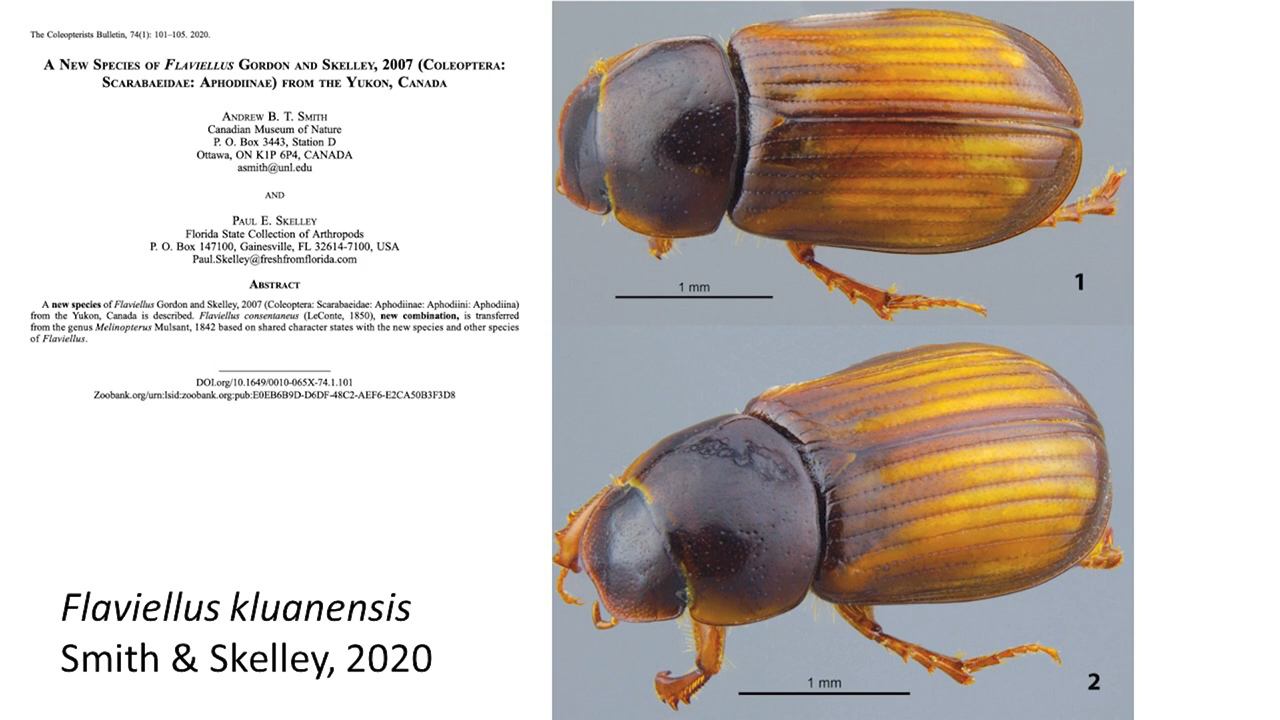 The Coleopterists Bulletin, 74(1): 101–105. 2020.
A New Species of Flaviellus Gordon and Skelley, 2007 (Coleoptera:
Scarabaeidae: Aphodiinae) from the Yukon, Canada
Andrew B. T. Smith
Canadian Museum of Nature
P. O. Box 3443, Station D
Ottawa, ON K1P 6P4, CANADA
asmith@unl.edu
AND
Paul E. Skelley
Florida State Collection of Arthropods
P. O. Box 147100, Gainesville, FL 32614-7100, USA
Paul.Skelley@freshfromflorida.com
Abstract
A new species of Flaviellus Gordon and Skelley, 2007 (Coleoptera: Scarabaeidae: Aphodiinae: Aphodiini: Aphodiina)
from the Yukon, Canada is described. Flaviellus consentaneus (LeConte, 1850), new combination, is transferred
from the genus Melinopterus Mulsant, 1842 based on shared character states with the new species and other species
of Flaviellus.
DOI.org/10.1649/0010-065X-74.1.101
Zoobank.org/urn:lsid:zoobank.org:pub:E0EB6B9D-D6DF-48C2-AEF6-E2CA50B3F3D8
Flaviellus kluanensis
Smith & Skelley, 2020
1 mm
1
1 mm
2